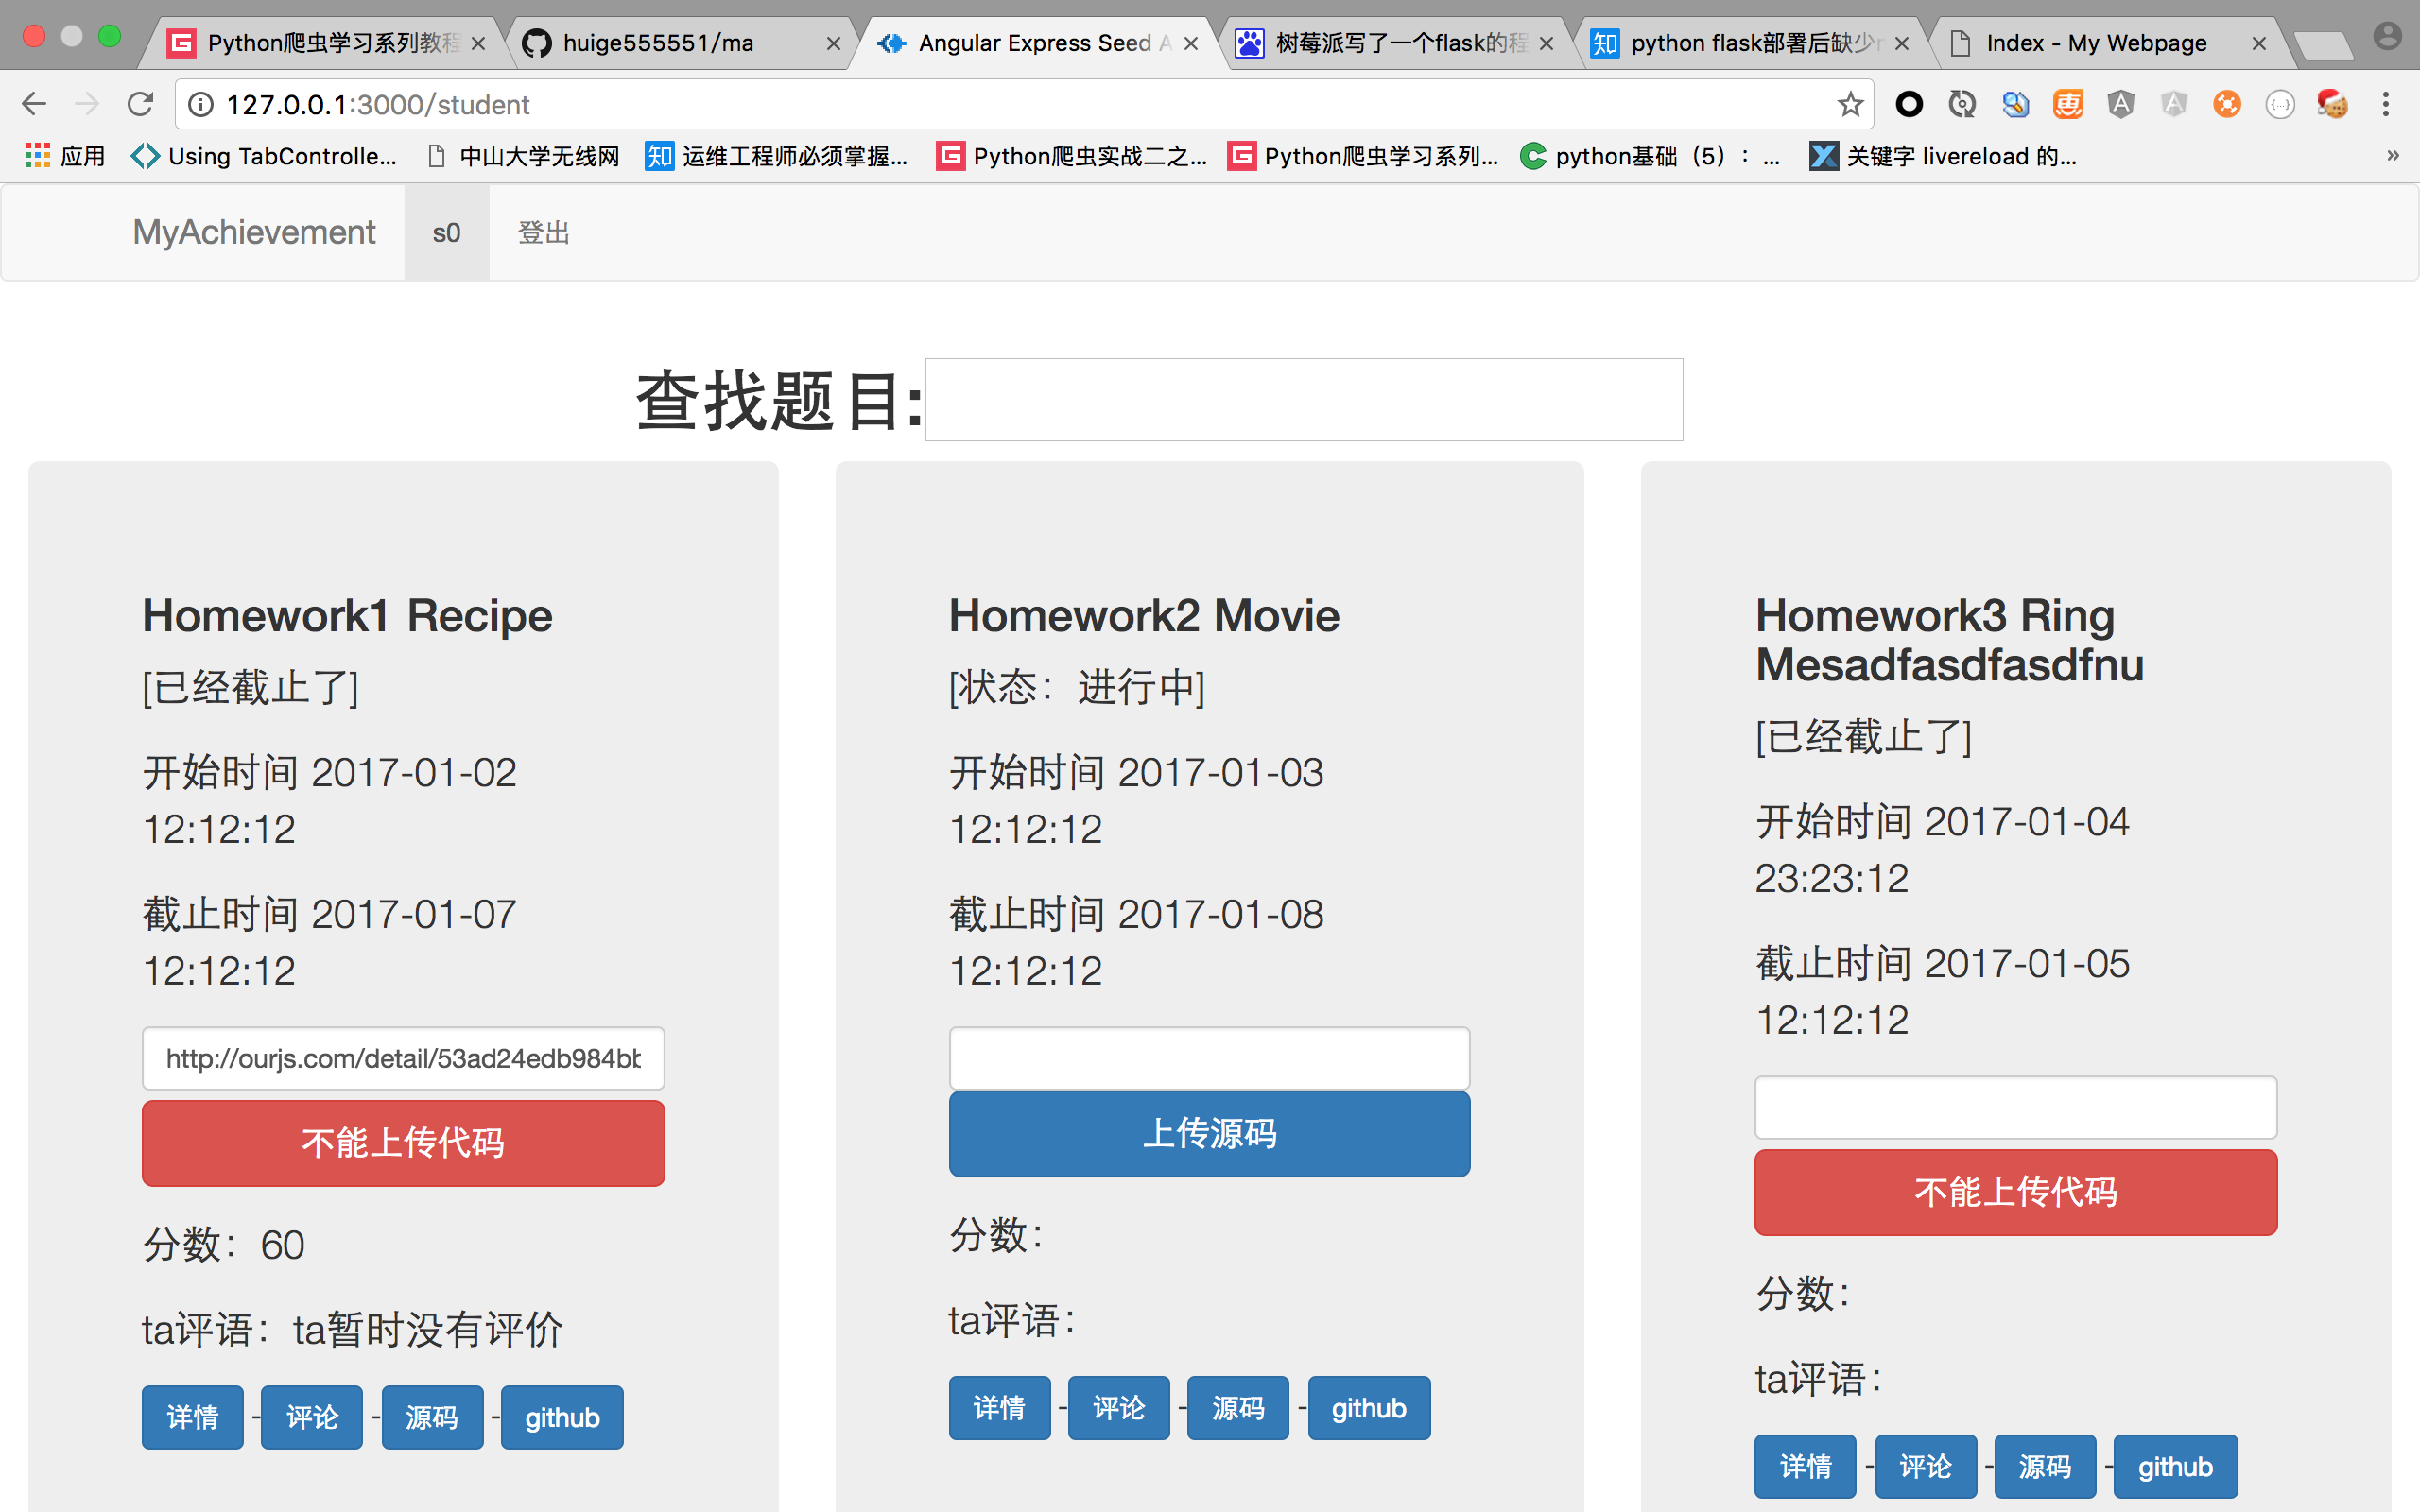 Python爬虫学习系列教程
huige555551/ma
Angular Express Seed A
树莓派写了一个flask的程
python flask部署后缺少r
Index - My Webpage
127.0.0.1:3000/student
应用
Using TabControlle...
中山大学无线网
运维工程师必须掌握...
Python爬虫实战二之...
Python爬虫学习系列...
python基础（5）：...
关键字 livereload 的...
»
MyAchievement
s0
登出
查找题目:
Homework1 Recipe
[已经截止了]
开始时间 2017-01-02
12:12:12
截止时间 2017-01-07
12:12:12
http://ourjs.com/detail/53ad24edb984bb
不能上传代码
分数：60
ta评语：ta暂时没有评价
详情 - 评论 - 源码 - github
Homework2 Movie
[状态：进行中]
开始时间 2017-01-03
12:12:12
截止时间 2017-01-08
12:12:12
上传源码
分数：
ta评语：
详情 - 评论 - 源码 - github
Homework3 Ring
Mesadfasdfasdfnu
[已经截止了]
开始时间 2017-01-04
23:23:12
截止时间 2017-01-05
12:12:12
不能上传代码
分数：
ta评语：
详情 - 评论 - 源码 - github